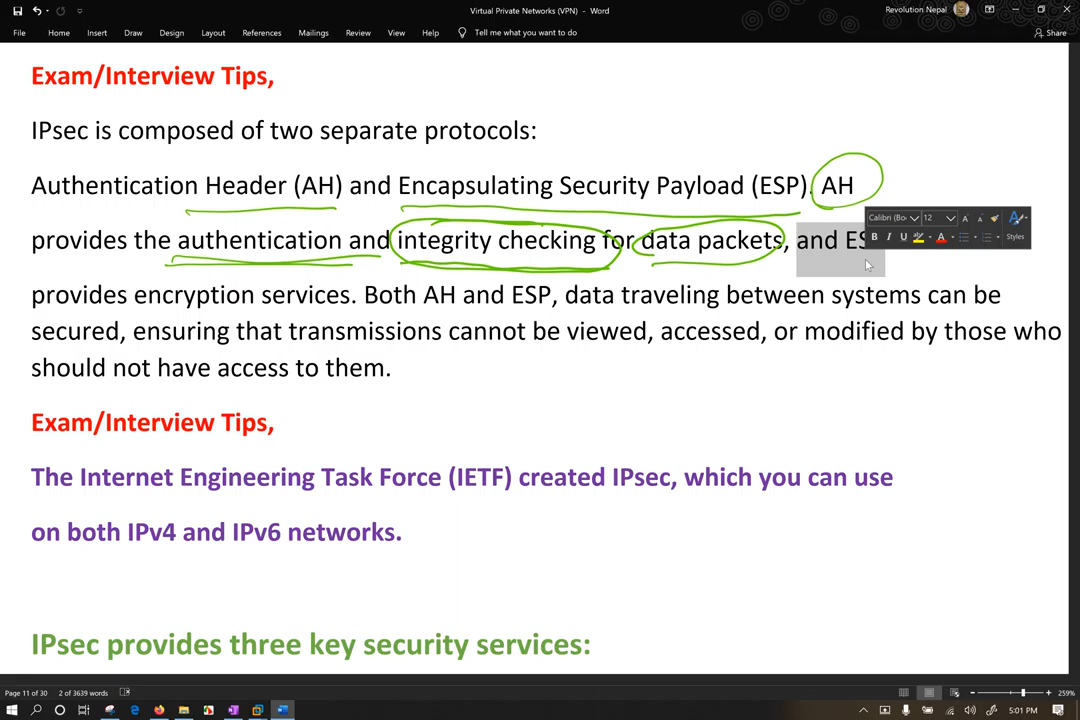 Virtual Private Networks (VPN) - Word
Revolution Nepal
File Home Insert Draw Design Layout References Mailings Review View Help Tell me what you want to do Share
Exam/Interview Tips,
IPsec is composed of two separate protocols:
Authentication Header (AH) and Encapsulating Security Payload (ESP). AH
provides the authentication and integrity checking for data packets, and
Calibri (Bo 12
B I U A Styles
provides encryption services. Both AH and ESP, data traveling between systems can be
secured, ensuring that transmissions cannot be viewed, accessed, or modified by those who
should not have access to them.
Exam/Interview Tips,
The Internet Engineering Task Force (IETF) created IPsec, which you can use
on both IPv4 and IPv6 networks.
IPsec provides three key security services:
Page 11 of 30 2 of 3639 words 259%
5:01 PM